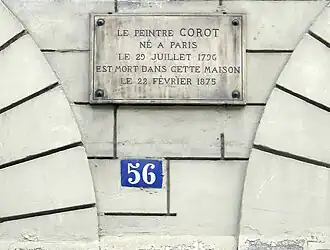 LE PEINTRE COROT
NÉ A PARIS
LE 29 JUILLET 1796
EST MORT DANS CETTE MAISON
LE 22 FÉVRIER 1875
56